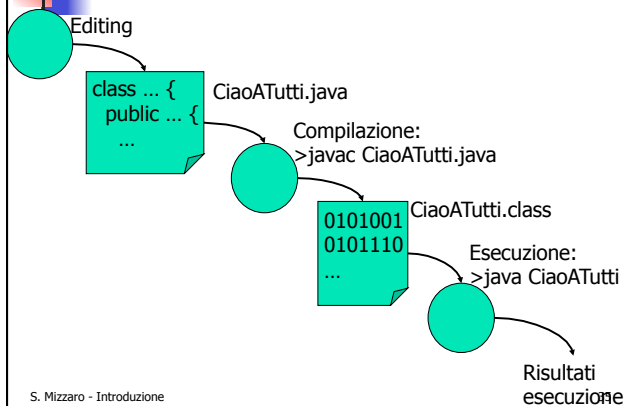 Editing
class … {
public … {
…
CiaoATutti.java
Compilazione:
>javac CiaoATutti.java
0101001
0101110
…
CiaoATutti.class
Esecuzione:
>java CiaoATutti
Risultati
esecuzione
S. Mizzaro - Introduzione